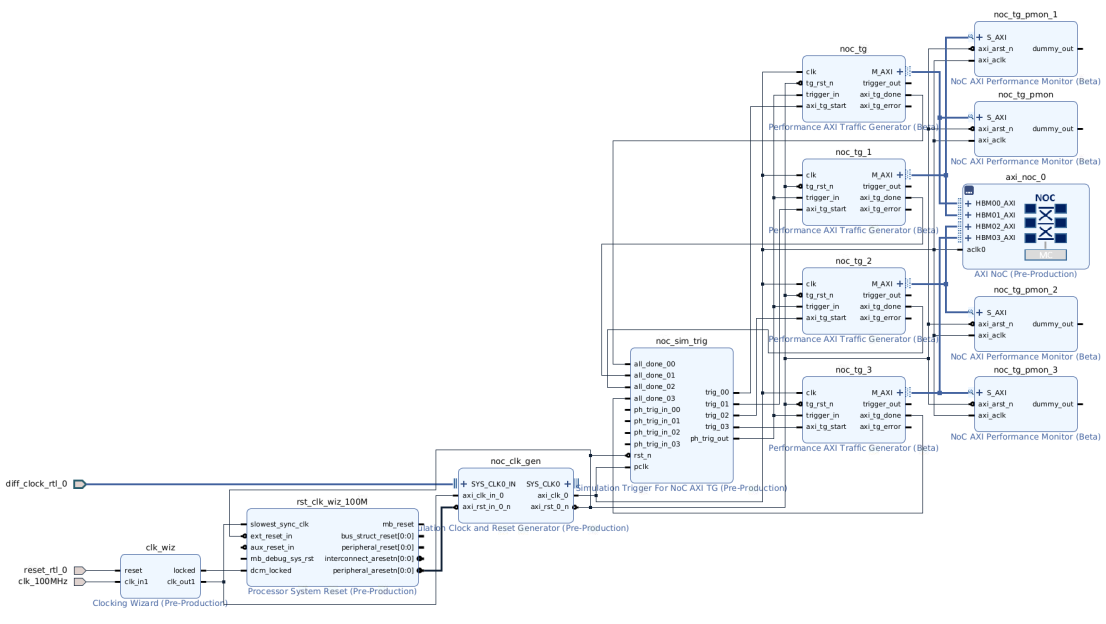 noc_tg_pmon_1
S_AXI
axi_arst_n dummy_out
axi_aclk
NoC AXI Performance Monitor (Beta)
noc_tg
clk M_AXI
tg_rst_n trigger_out
trigger_in axi_tg_done
axi_tg_start axi_tg_error
Performance AXI Traffic Generator (Beta)
noc_tg_pmon
S_AXI
axi_arst_n dummy_out
axi_aclk
NoC AXI Performance Monitor (Beta)
noc_tg_1
clk M_AXI
tg_rst_n trigger_out
trigger_in axi_tg_done
axi_tg_start axi_tg_error
Performance AXI Traffic Generator (Beta)
axi_noc_0
NOC
HBM00_AXI
HBM01_AXI
HBM02_AXI
HBM03_AXI
aclk0
MC
AXI NoC (Pre-Production)
noc_tg_2
clk M_AXI
tg_rst_n trigger_out
trigger_in axi_tg_done
axi_tg_start axi_tg_error
Performance AXI Traffic Generator (Beta)
noc_tg_pmon_2
S_AXI
axi_arst_n dummy_out
axi_aclk
NoC AXI Performance Monitor (Beta)
noc_sim_trig
all_done_00
all_done_01
all_done_02
all_done_03
ph_trig_in_00
ph_trig_in_01
ph_trig_in_02
ph_trig_in_03
rst_n
pclk
trig_00
trig_01
trig_02
trig_03
ph_trig_out
Simulation Trigger For NoC AXI TG (Pre-Production)
noc_tg_3
clk M_AXI
tg_rst_n trigger_out
trigger_in axi_tg_done
axi_tg_start axi_tg_error
Performance AXI Traffic Generator (Beta)
noc_tg_pmon_3
S_AXI
axi_arst_n dummy_out
axi_aclk
NoC AXI Performance Monitor (Beta)
noc_clk_gen
SYS_CLK0_IN SYS_CLK0
axi_clk_in_0 axi_clk_0
axi_rst_in_0_n axi_rst_0_n
ulation Clock and Reset Generator (Pre-Production)
diff_clock_rtl_0
rst_clk_wiz_100M
slowest_sync_clk mb_reset
ext_reset_in bus_struct_reset[0:0]
aux_reset_in peripheral_reset[0:0]
mb_debug_sys_rst interconnect_aresetn[0:0]
dcm_locked peripheral_aresetn[0:0]
Processor System Reset (Pre-Production)
clk_wiz
reset locked
clk_in1 clk_out1
Clocking Wizard (Pre-Production)
reset_rtl_0
clk_100MHz